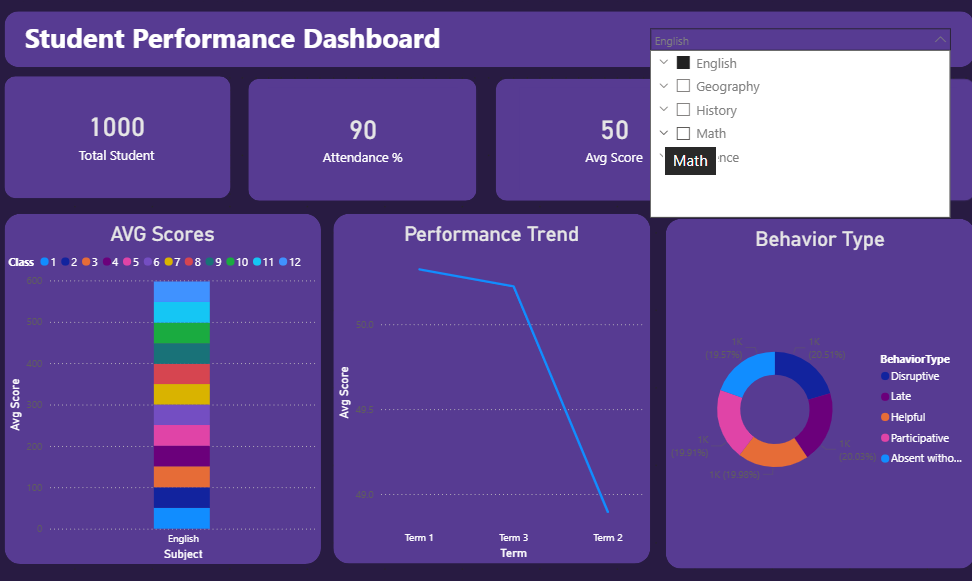 Student Performance Dashboard
English
English
Geography
History
Math
Math
ence
1000
Total Student
90
Attendance %
50
Avg Score
AVG Scores
Class 1 2 3 4 5 6 7 8 9 10 11 12
600
500
400
300
200
100
0
Avg Score
English
Subject
Performance Trend
50.0
49.5
49.0
Avg Score
Term 1 Term 3 Term 2
Term
Behavior Type
1K
(20.51%)
1K
(20.03%)
1K (19.98%)
1K
(19.91%)
1K
(19.57%)
BehaviorType
Disruptive
Late
Helpful
Participative
Absent witho...